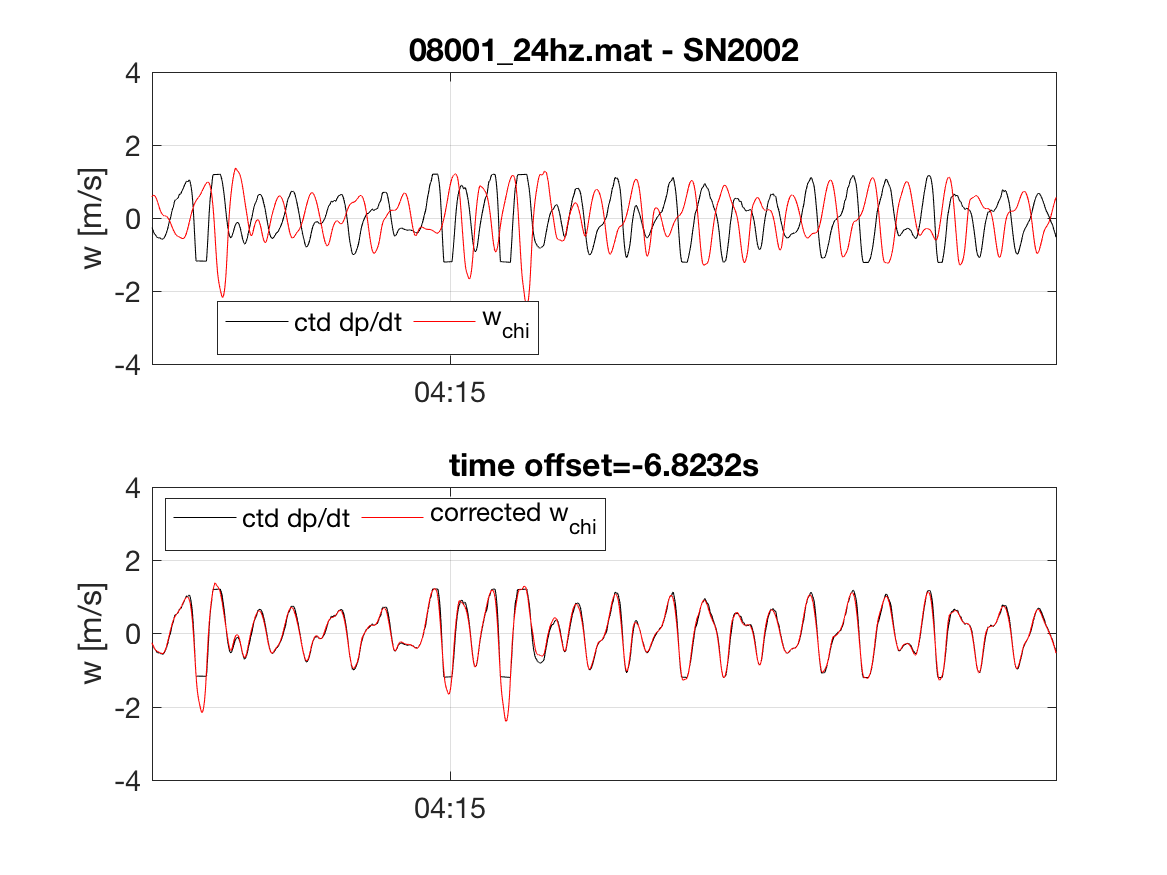 08001_24hz.mat - SN2002
4
2
0
-2
-4
w [m/s]
ctd dp/dt w_chi
04:15
time offset=-6.8232s
4
2
0
-2
-4
w [m/s]
ctd dp/dt corrected w_chi
04:15